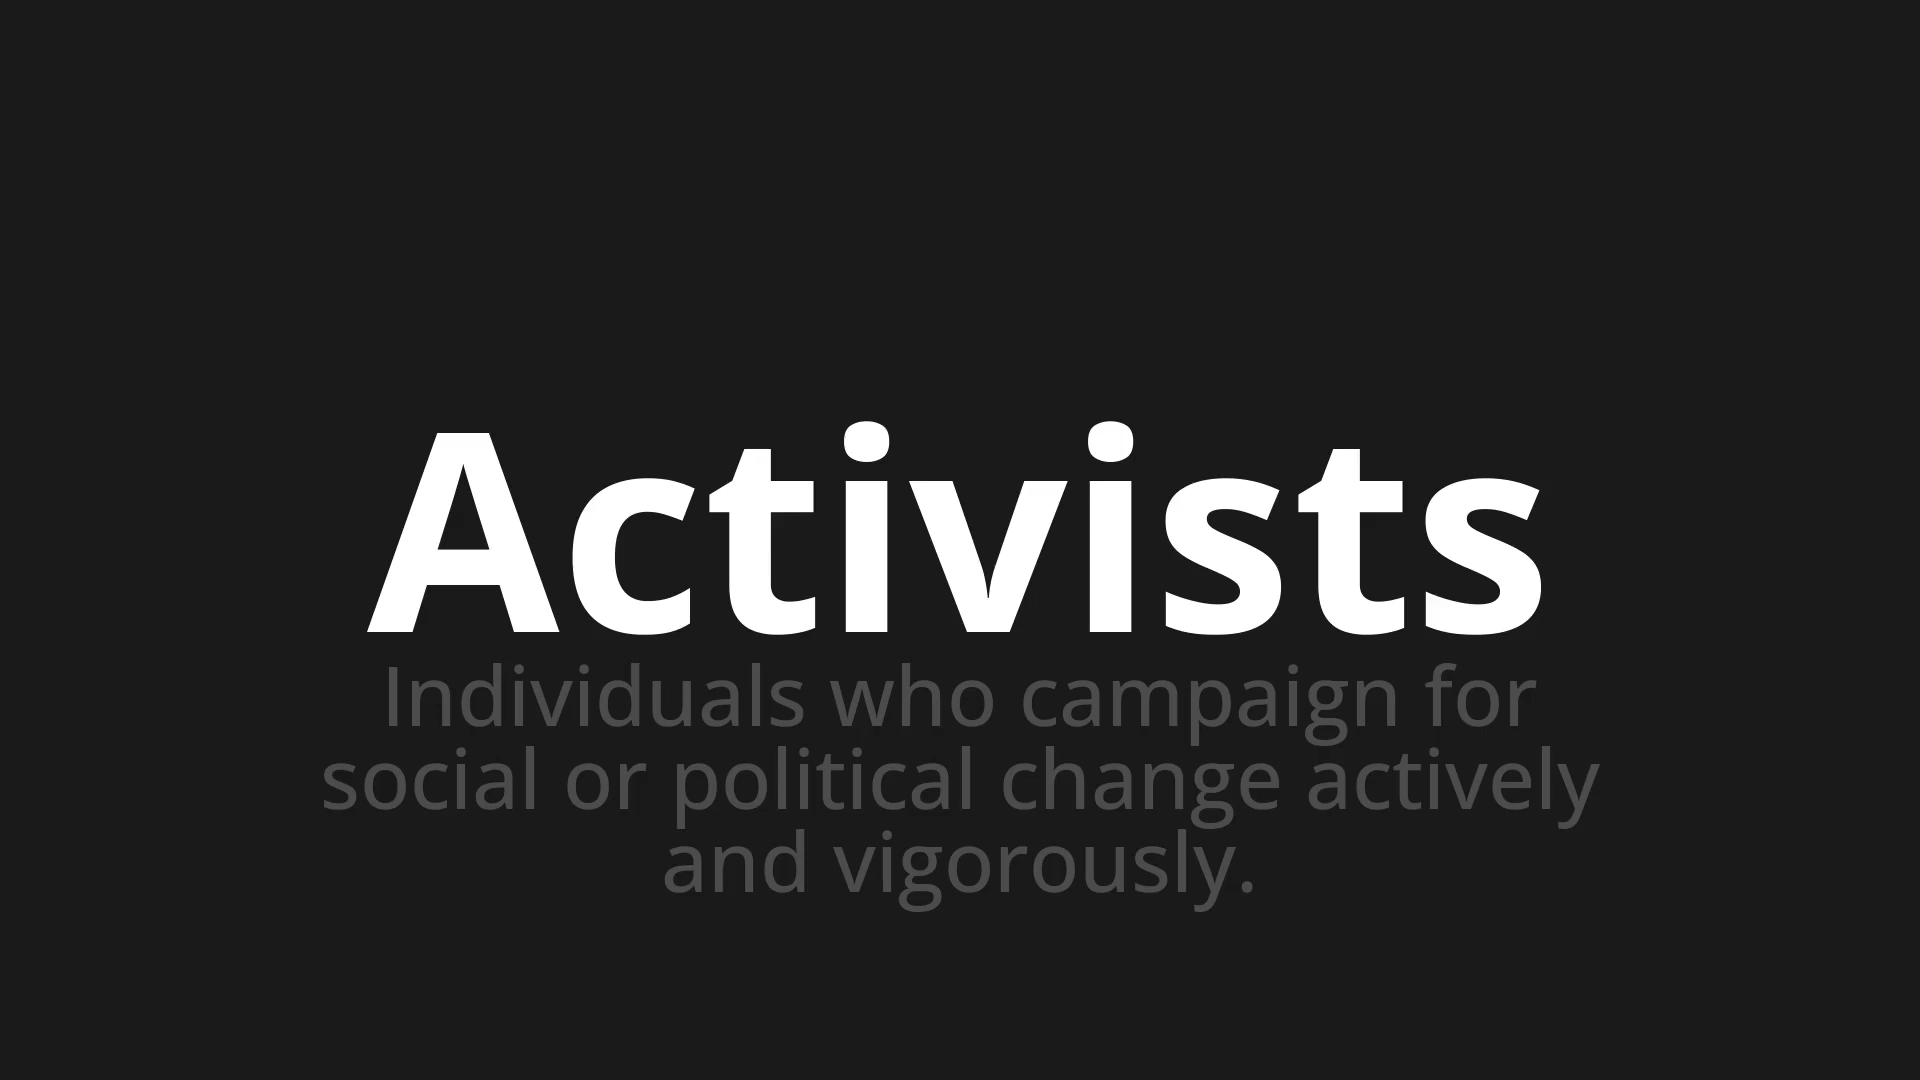 Activists
Individuals who campaign for
social or political change actively
and vigorously.